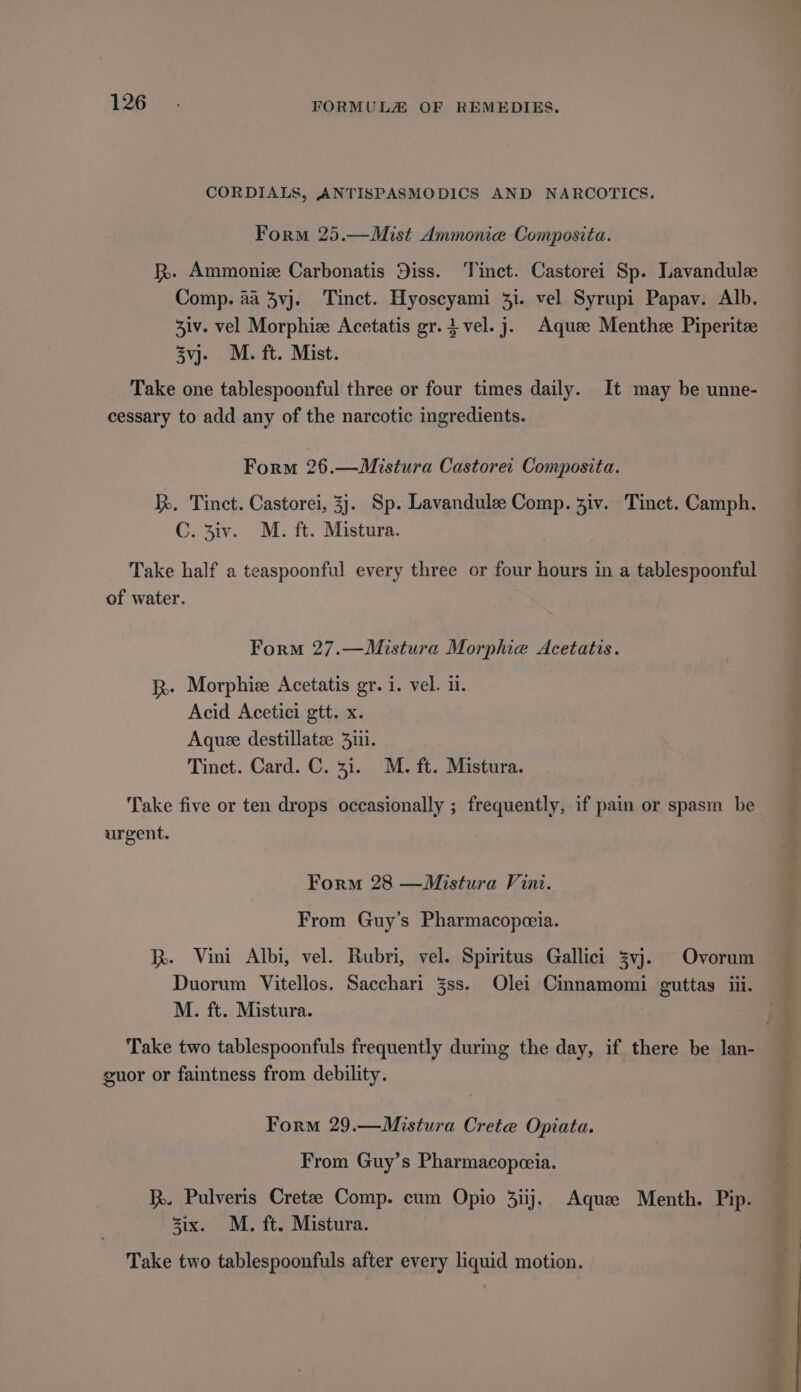 126
FORMULÆ OF REMEDIES.
CORDIALS, ANTISPASMODICS AND NARCOTICS.
Form 25.—Mist Ammoniæ Composita.
℞. Ammoniæ Carbonatis ℈iss. Tinct. Castorei Sp. Lavandulæ
Comp. āā ʒvj. Tinct. Hyoscyami ʒi. vel Syrupi Papav. Alb.
ʒiv. vel Morphiæ Acetatis gr. ½ vel. j. Aquæ Menthæ Piperitæ
℥vj. M. ft. Mist.
Take one tablespoonful three or four times daily. It may be unne-
cessary to add any of the narcotic ingredients.
Form 26.—Mistura Castorei Composita.
℞. Tinct. Castorei, ℥j. Sp. Lavandulæ Comp. ʒiv. Tinct. Camph.
C. ʒiv. M. ft. Mistura.
Take half a teaspoonful every three or four hours in a tablespoonful
of water.
Form 27.—Mistura Morphiæ Acetatis.
℞. Morphiæ Acetatis gr. i. vel. ii.
Acid Acetici gtt. x.
Aquæ destillatæ ʒiii.
Tinct. Card. C. ʒi. M. ft. Mistura.
Take five or ten drops occasionally ; frequently, if pain or spasm be
urgent.
Form 28 —Mistura Vini.
From Guy's Pharmacopœia.
℞. Vini Albi, vel. Rubri, vel. Spiritus Gallici ℥vj. Ovorum
Duorum Vitellos. Sacchari ℥ss. Olei Cinnamomi guttas iii.
M. ft. Mistura.
Take two tablespoonfuls frequently during the day, if there be lan-
guor or faintness from debility.
Form 29.—Mistura Cretæ Opiata.
From Guy's Pharmacopœia.
℞. Pulveris Cretæ Comp. cum Opio ʒiij. Aquæ Menth. Pip.
℥ix. M. ft. Mistura.
Take two tablespoonfuls after every liquid motion.